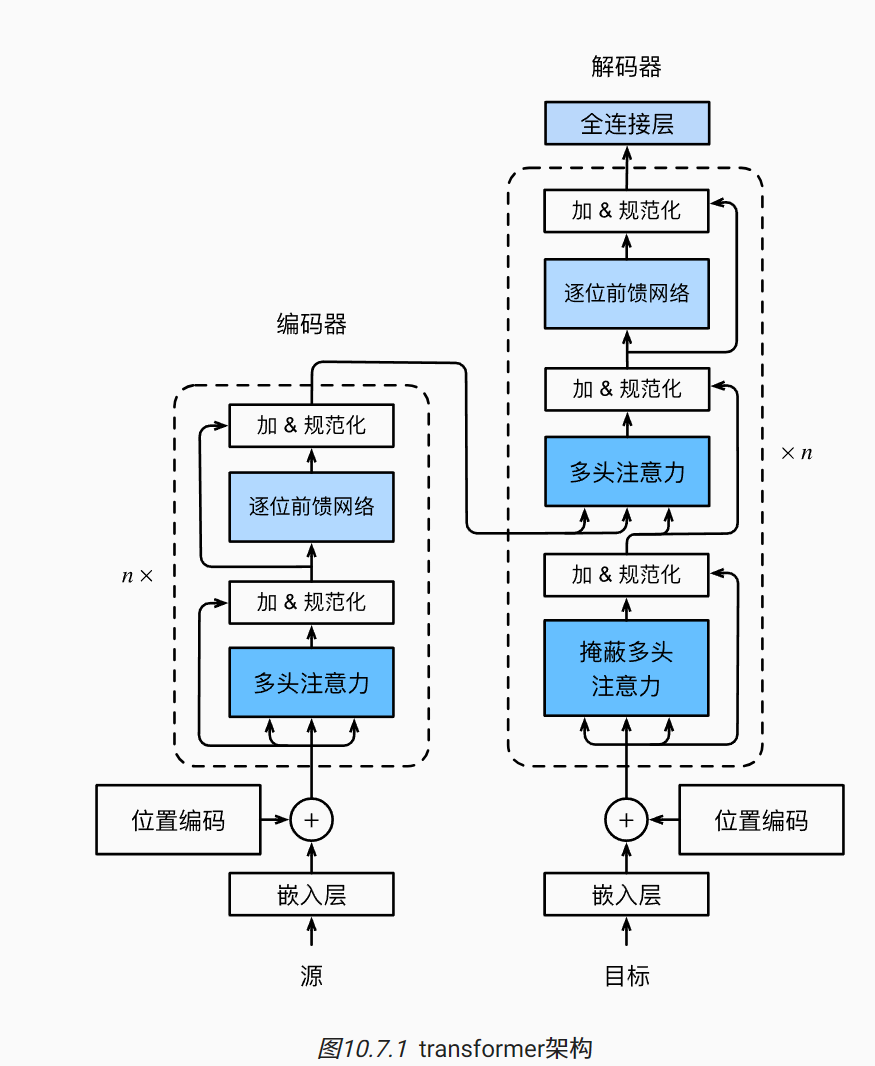 解码器
全连接层
加 & 规范化
逐位前馈网络
编码器
加 & 规范化
加 & 规范化
多头注意力
× n
逐位前馈网络
n ×
加 & 规范化
加 & 规范化
掩蔽多头
注意力
多头注意力
位置编码
+
+
位置编码
嵌入层
嵌入层
源
目标
图10.7.1 transformer架构